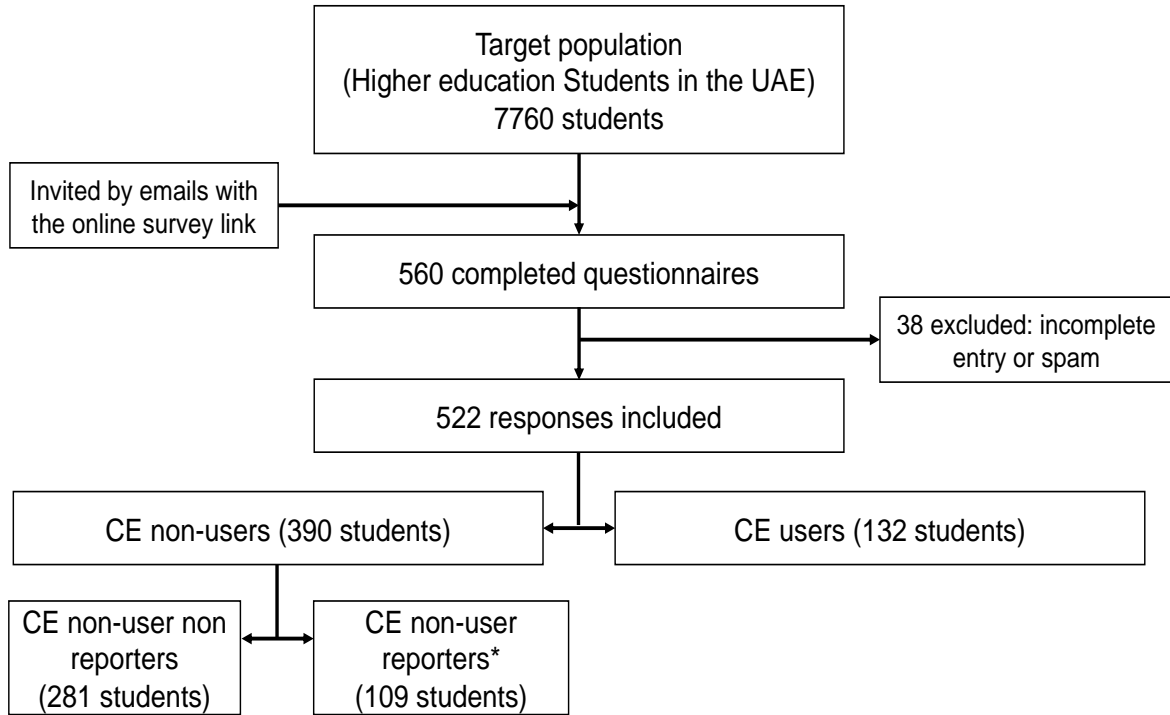 Target population
(Higher education Students in the UAE)
7760 students
Invited by emails with
the online survey link
560 completed questionnaires
38 excluded: incomplete
entry or spam
522 responses included
CE non-users (390 students)
CE users (132 students)
CE non-user non
reporters
(281 students)
CE non-user
reporters*
(109 students)